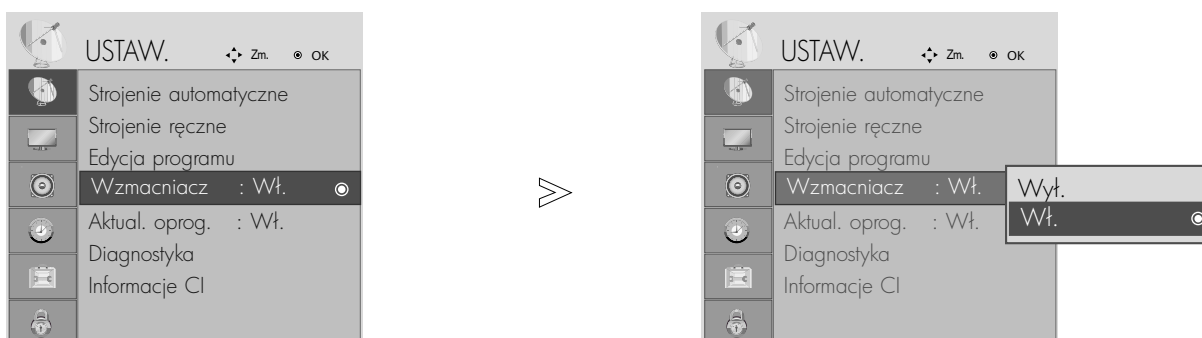 USTAW. Zm. OK
Strojenie automatyczne
Strojenie ręczne
Edycja programu
Wzmacniacz : Wł.
Aktual. oprog. : Wł.
Diagnostyka
Informacje CI
USTAW. Zm. OK
Strojenie automatyczne
Strojenie ręczne
Edycja programu
Wzmacniacz : Wł.
Aktual. oprog. : Wł.
Diagnostyka
Informacje CI
Wył.
Wł.